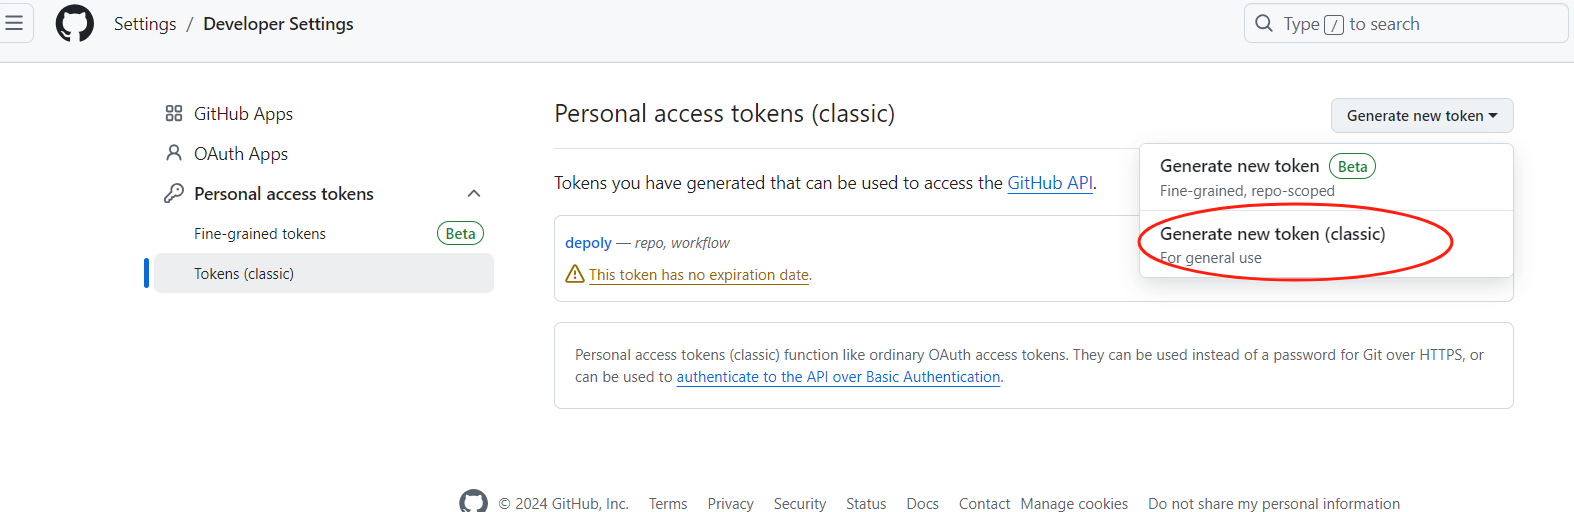 Settings / Developer Settings
Type / to search
GitHub Apps
OAuth Apps
Personal access tokens
Fine-grained tokens Beta
Tokens (classic)
Personal access tokens (classic)
Generate new token
Generate new token Beta
Fine-grained, repo-scoped
Generate new token (classic)
For general use
Tokens you have generated that can be used to access the GitHub API.
depoly — repo, workflow
This token has no expiration date.
Personal access tokens (classic) function like ordinary OAuth access tokens. They can be used instead of a password for Git over HTTPS, or
can be used to authenticate to the API over Basic Authentication.
© 2024 GitHub, Inc. Terms Privacy Security Status Docs Contact Manage cookies Do not share my personal information